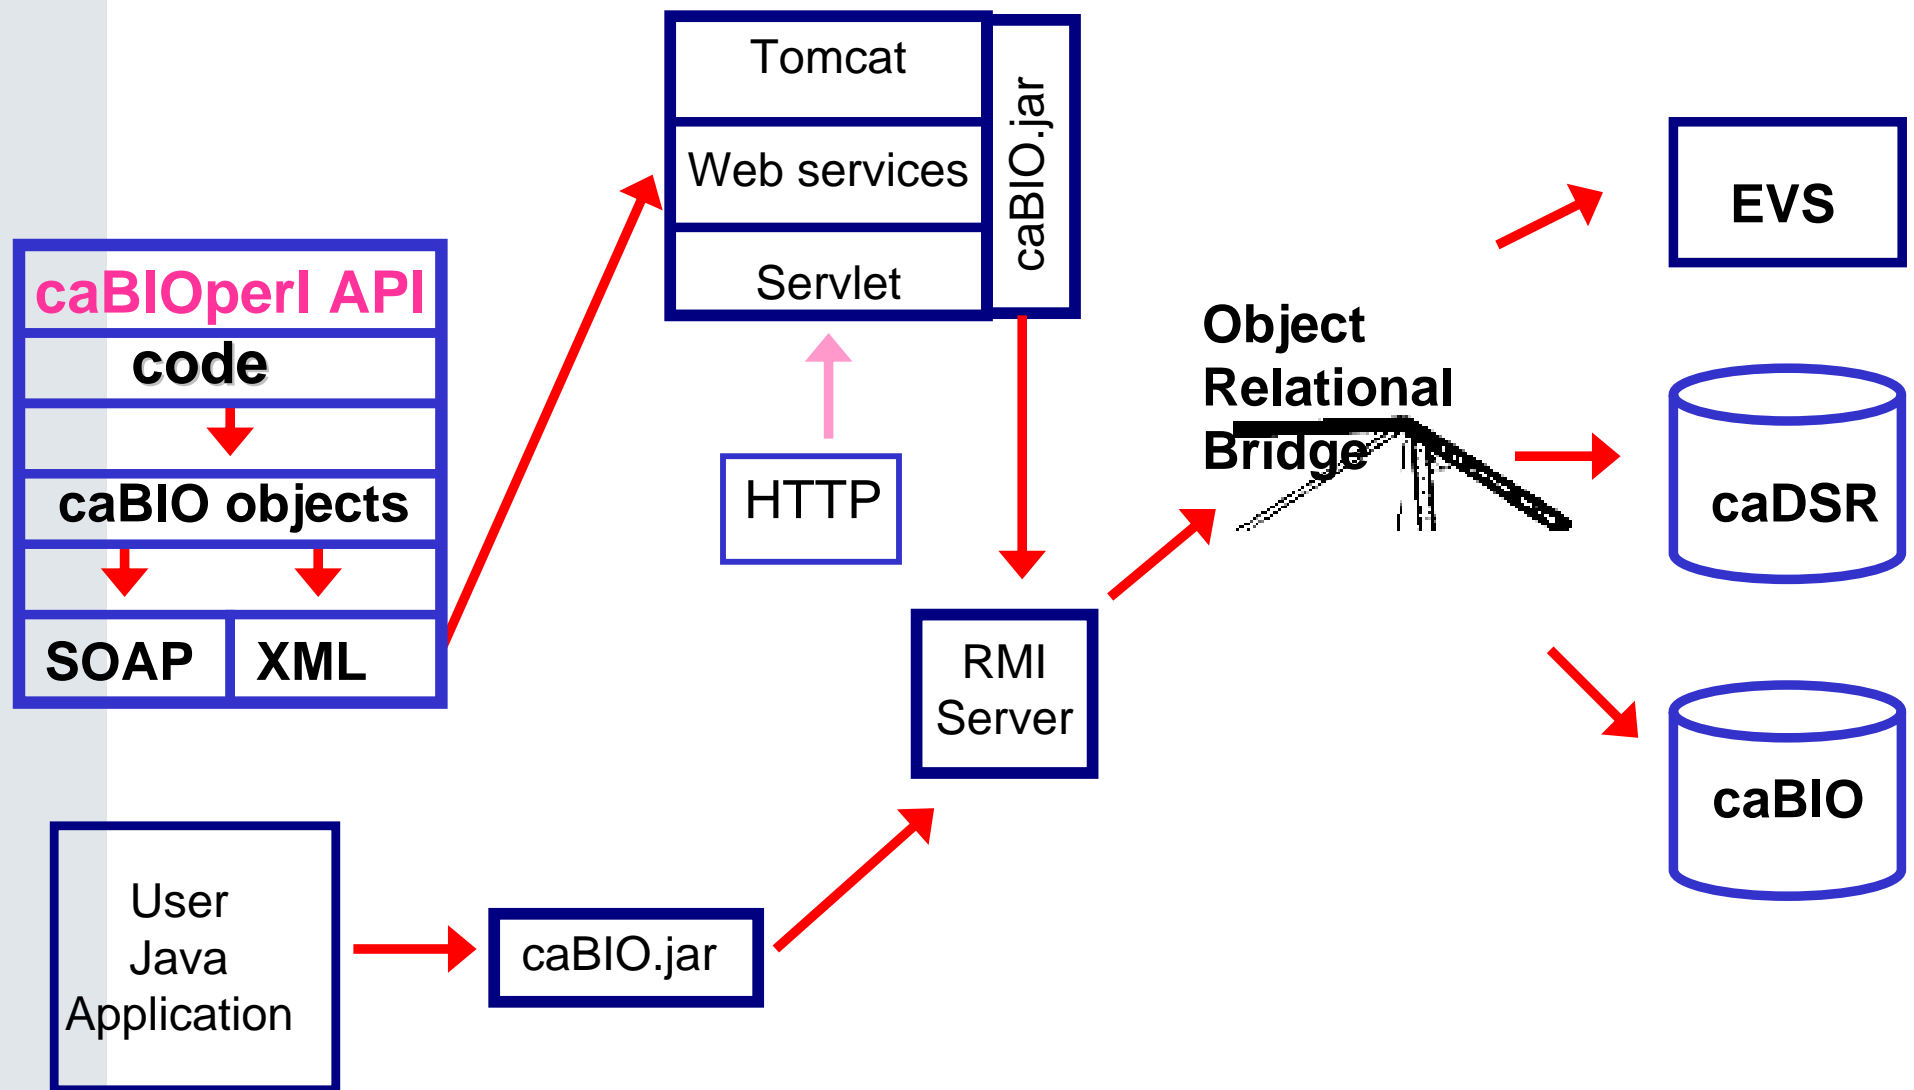 Tomcat
Web services
Servlet
caBIO.jar
EVS
caBIOperl API
code
caBIO objects
SOAP XML
HTTP
Object
Relational
Bridge
caDSR
RMI
Server
caBIO
User
Java
Application
caBIO.jar